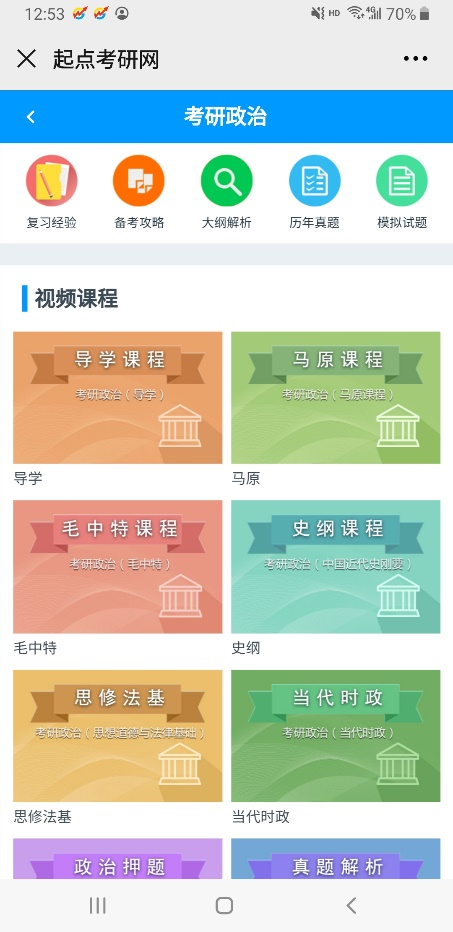 12:53
HD
4G
70%
起点考研网
考研政治
复习经验
备考攻略
大纲解析
历年真题
模拟试题
视频课程
导学课程
考研政治（导学）
导学
马原课程
考研政治（马原课程）
马原
毛中特课程
考研政治（毛中特）
毛中特
史纲课程
考研政治（中国近代史刚要）
史纲
思修法基
考研政治（思想道德与法律基础）
思修法基
当代时政
考研政治（当代时政）
当代时政
政治押题
真题解析